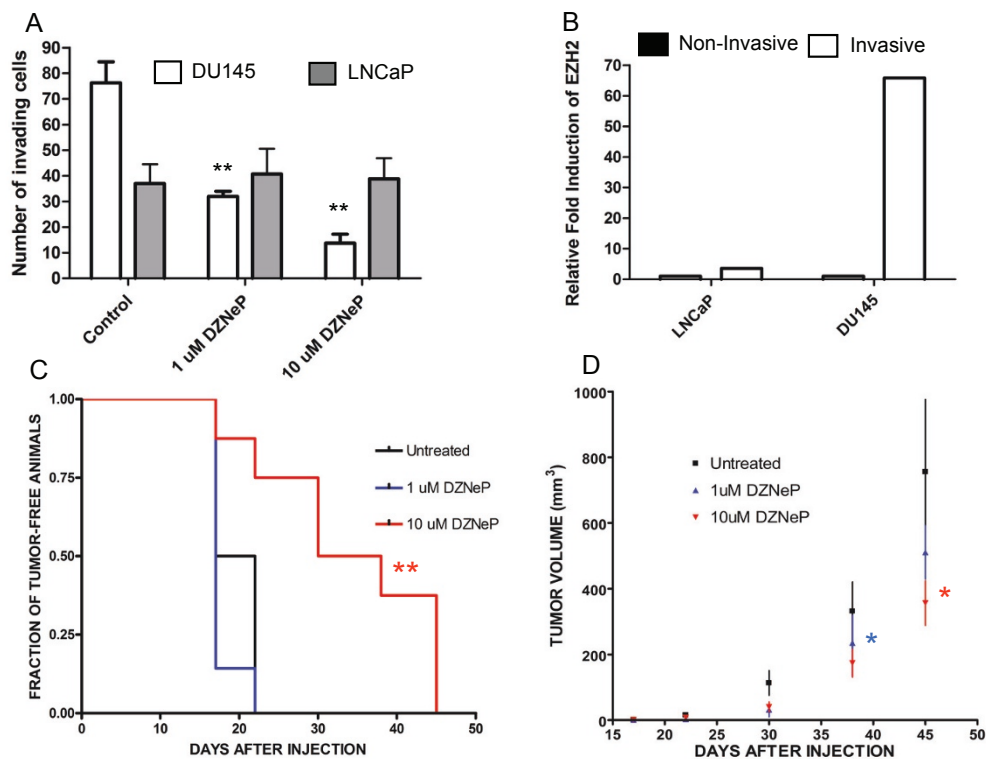 A
Number of invading cells
90
80
70
60
50
40
30
20
10
0
DU145
LNCaP
**
**
Control
1 uM DZNeP
10 uM DZNeP
B
Non-Invasive
Invasive
Relative Fold Induction of EZH2
70
60
50
40
30
20
10
0
LNCaP
DU145
C
FRACTION OF TUMOR-FREE ANIMALS
1.00
0.75
0.50
0.25
0.00
Untreated
1 uM DZNeP
10 uM DZNeP
**
0
10
20
30
40
50
DAYS AFTER INJECTION
D
TUMOR VOLUME (mm³)
1000
800
600
400
200
0
Untreated
1uM DZNeP
10uM DZNeP
*
*
15
20
25
30
35
40
45
50
DAYS AFTER INJECTION